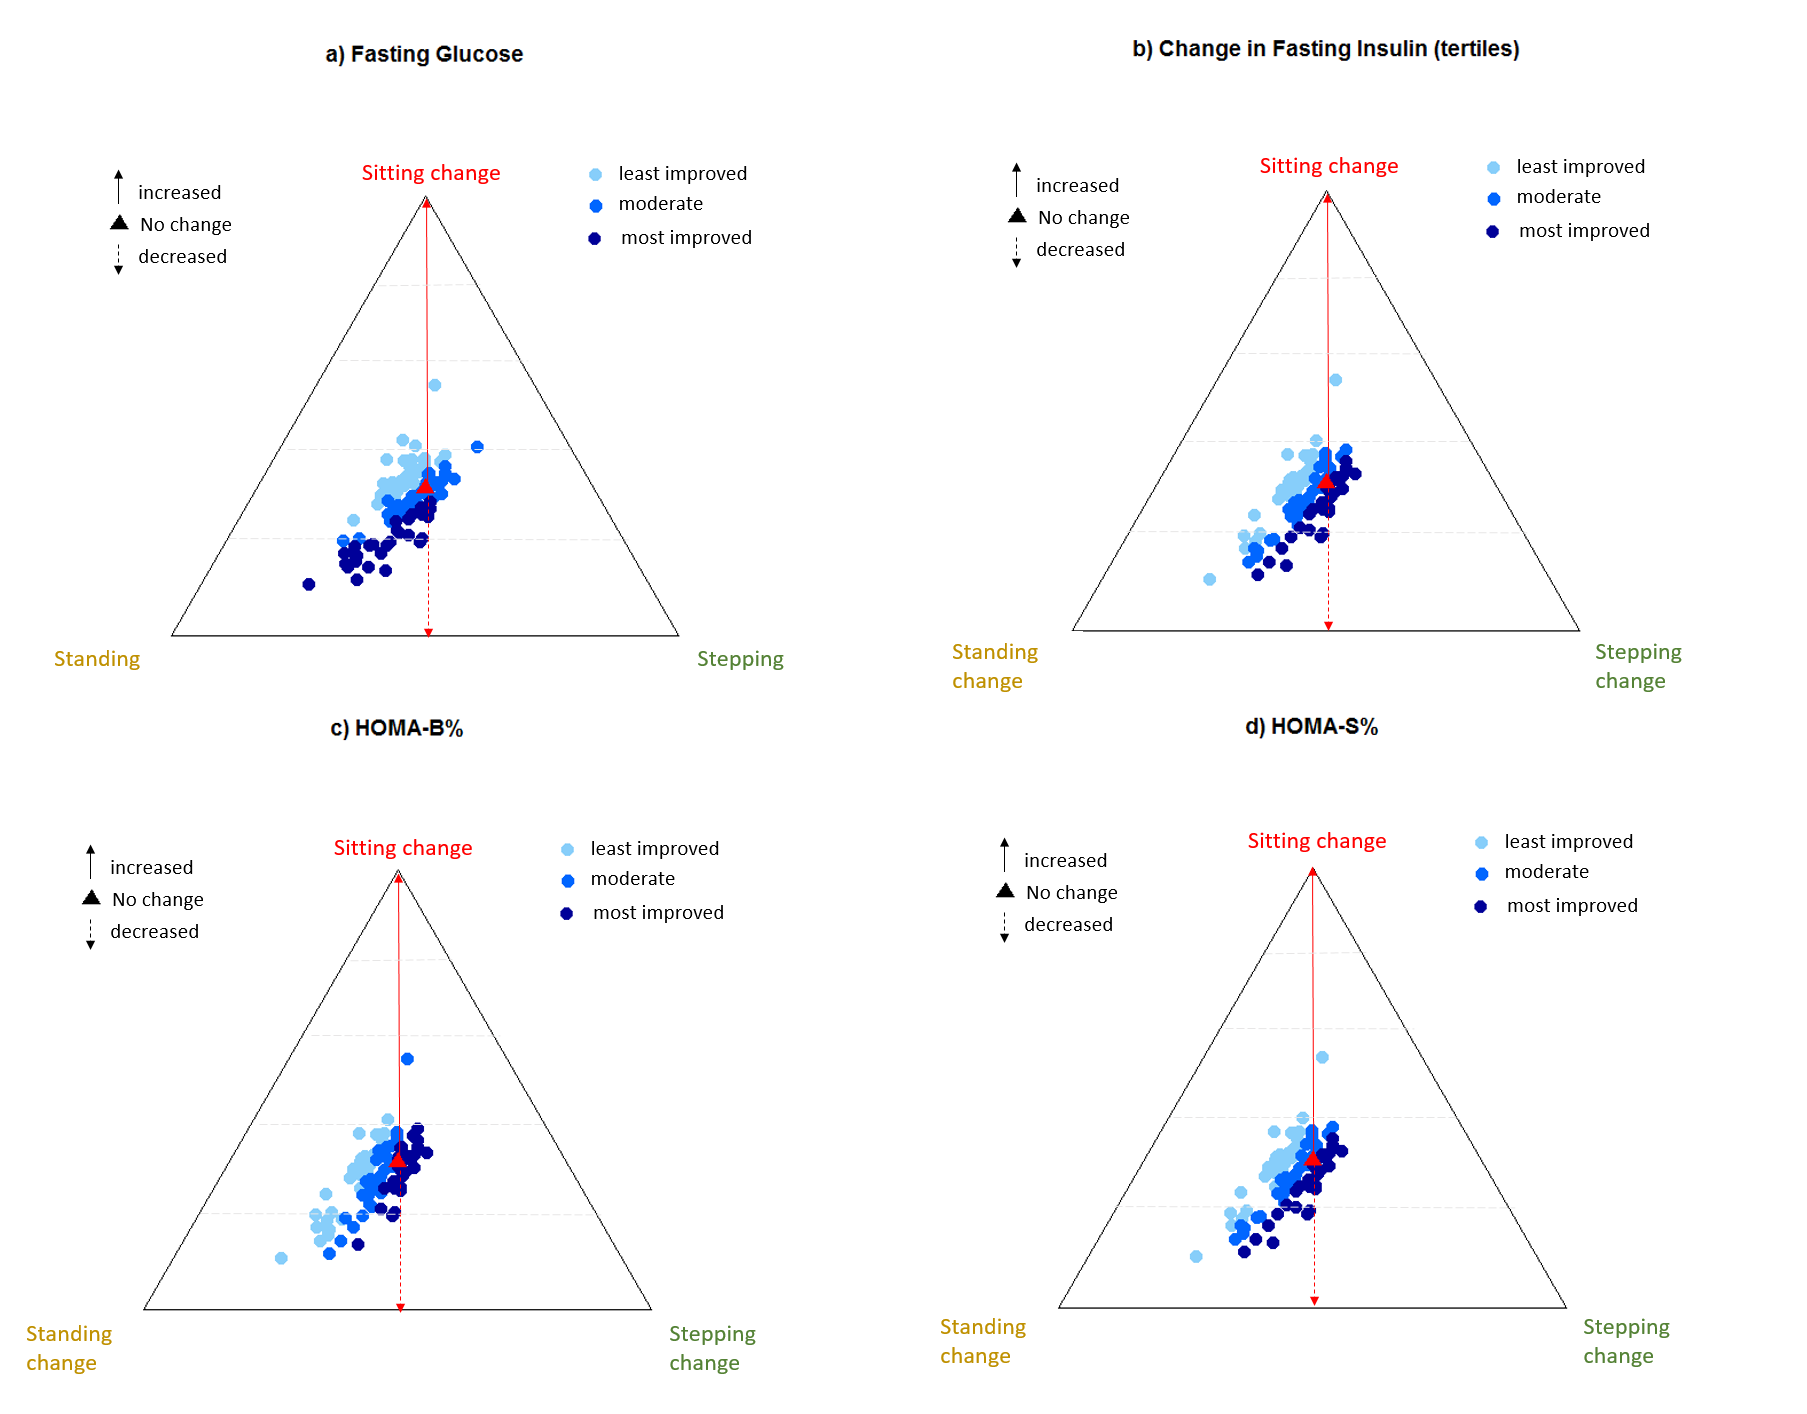 a) Fasting Glucose
Sitting change
increased
No change
decreased
least improved
moderate
most improved
Standing
Stepping
b) Change in Fasting Insulin (tertiles)
Sitting change
increased
No change
decreased
least improved
moderate
most improved
Standing
change
Stepping
change
c) HOMA-B%
Sitting change
increased
No change
decreased
least improved
moderate
most improved
Standing
change
Stepping
change
d) HOMA-S%
Sitting change
increased
No change
decreased
least improved
moderate
most improved
Standing
change
Stepping
change